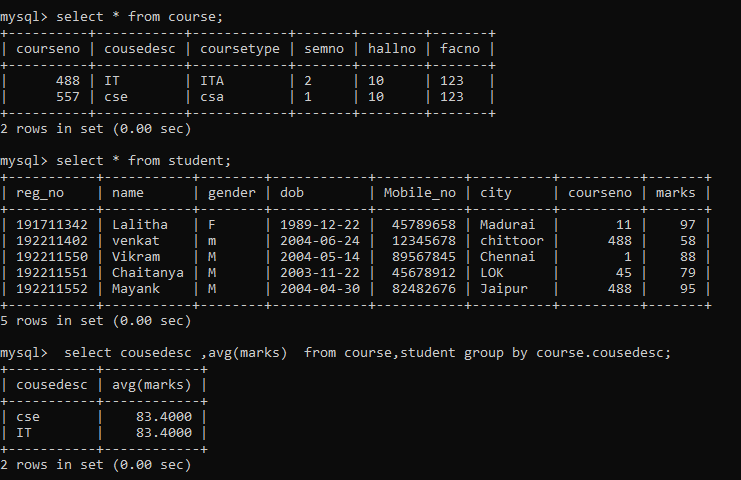 mysql> select * from course;
+----------+-----------+------------+-------+--------+-------+
| courseno | cousedesc | coursetype | semno | hallno | facno |
+----------+-----------+------------+-------+--------+-------+
|      488 | IT        | ITA        | 2     | 10     | 123   |
|      557 | cse       | csa        | 1     | 10     | 123   |
+----------+-----------+------------+-------+--------+-------+
2 rows in set (0.00 sec)
mysql> select * from student;
+-----------+-----------+--------+------------+-----------+----------+----------+-------+
| reg_no    | name      | gender | dob        | Mobile_no | city     | courseno | marks |
+-----------+-----------+--------+------------+-----------+----------+----------+-------+
| 191711342 | Lalitha   | F      | 1989-12-22 |  45789658 | Madurai  |       11 |    97 |
| 192211402 | venkat    | m      | 2004-06-24 |  12345678 | chittoor |      488 |    58 |
| 192211550 | Vikram    | M      | 2004-05-14 |  89567845 | Chennai  |        1 |    88 |
| 192211551 | Chaitanya | M      | 2003-11-22 |  45678912 | LOK      |       45 |    79 |
| 192211552 | Mayank    | M      | 2004-04-30 |  82482676 | Jaipur   |      488 |    95 |
+-----------+-----------+--------+------------+-----------+----------+----------+-------+
5 rows in set (0.00 sec)
mysql>  select cousedesc ,avg(marks)  from course,student group by course.cousedesc;
+-----------+------------+
| cousedesc | avg(marks) |
+-----------+------------+
| cse       |    83.4000 |
| IT        |    83.4000 |
+-----------+------------+
2 rows in set (0.00 sec)